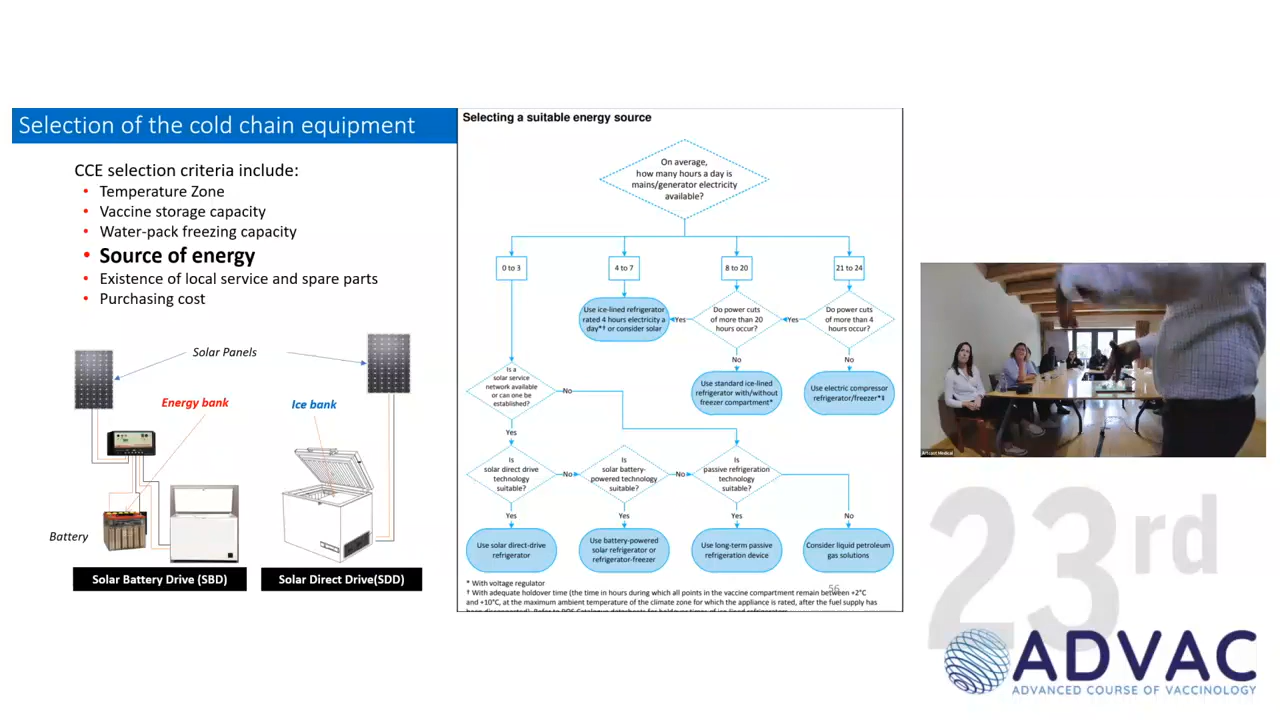 Selection of the cold chain equipment
CCE selection criteria include:
• Temperature Zone
• Vaccine storage capacity
• Water-pack freezing capacity
• Source of energy
• Existence of local service and spare parts
• Purchasing cost
Solar Panels
Energy bank
Ice bank
Battery
Solar Battery Drive (SBD)
Solar Direct Drive(SDD)
Selecting a suitable energy source
On average,
how many hours a day is
mains/generator electricity
available?
0 to 3
4 to 7
8 to 20
21 to 24
Use ice-lined refrigerator
rated 4 hours electricity a
day*† or consider solar
Yes
Do power cuts
of more than 20
hours occur?
Yes
Do power cuts
of more than 4
hours occur?
No
No
Use standard ice-lined
refrigerator with/without
freezer compartment*
Use electric compressor
refrigerator/freezer*‡
Is a
solar service
network available
or can one be
established?
No
Yes
Is
solar direct drive
technology
suitable?
No
Is
solar battery-
powered technology
suitable?
No
Is
passive refrigeration
technology
suitable?
Yes
Yes
Yes
No
Use solar direct-drive
refrigerator
Use battery-powered
solar refrigerator or
refrigerator-freezer
Use long-term passive
refrigeration device
Consider liquid petroleum
gas solutions
* With voltage regulator
56
† With adequate holdover time (the time in hours during which all points in the vaccine compartment remain between +2°C
and +10°C, at the maximum ambient temperature of the climate zone for which the appliance is rated, after the fuel supply has
Artcast Medical
23rd
ADVAC
ADVANCED COURSE OF VACCINOLOGY